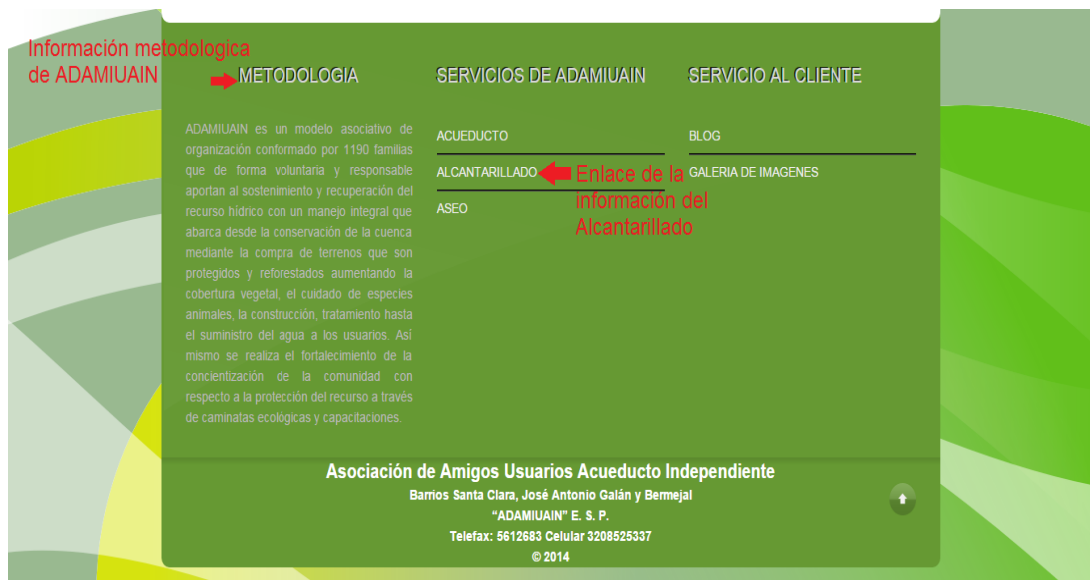 Información metodologica
de ADAMIUAIN
METODOLOGIA
ADAMIUAIN es un modelo asociativo de
organización conformado por 1190 familias
que de forma voluntaria y responsable
aportan al sostenimiento y recuperación del
recurso hídrico con un manejo integral que
abarca desde la conservación de la cuenca
mediante la compra de terrenos que son
protegidos y reforestados aumentando la
cobertura vegetal, el cuidado de especies
animales, la construcción, tratamiento hasta
el suministro del agua a los usuarios. Así
mismo se realiza el fortalecimiento de la
concientización de la comunidad con
respecto a la protección del recurso a través
de caminatas ecológicas y capacitaciones.
SERVICIOS DE ADAMIUAIN
ACUEDUCTO
ALCANTARILLADO
ASEO
Enlace de la
información del
Alcantarillado
SERVICIO AL CLIENTE
BLOG
GALERIA DE IMAGENES
Asociación de Amigos Usuarios Acueducto Independiente
Barrios Santa Clara, José Antonio Galán y Bermejal
“ADAMIUAIN” E. S. P.
Telefax: 5612683 Celular 3208525337
© 2014